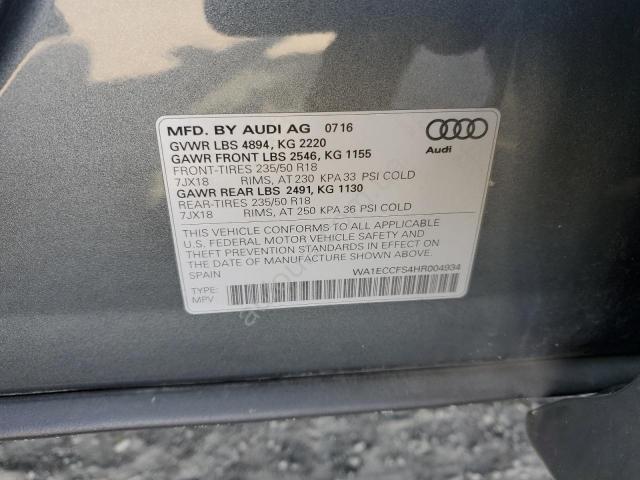 MFD. BY AUDI AG 07/16
GVWR LBS 4894, KG 2220
GAWR FRONT LBS 2546, KG 1155
FRONT-TIRES 235/50 R18
7JX18 RIMS, AT 230 KPA 33 PSI COLD
GAWR REAR LBS 2491, KG 1130
REAR-TIRES 235/50 R18
7JX18 RIMS, AT 250 KPA 36 PSI COLD
Audi
THIS VEHICLE CONFORMS TO ALL APPLICABLE
U.S. FEDERAL MOTOR VEHICLE SAFETY AND
THEFT PREVENTION STANDARDS IN EFFECT ON
THE DATE OF MANUFACTURE SHOWN ABOVE.
SPAIN WA1ECCFS4HR004934
TYPE:
MPV